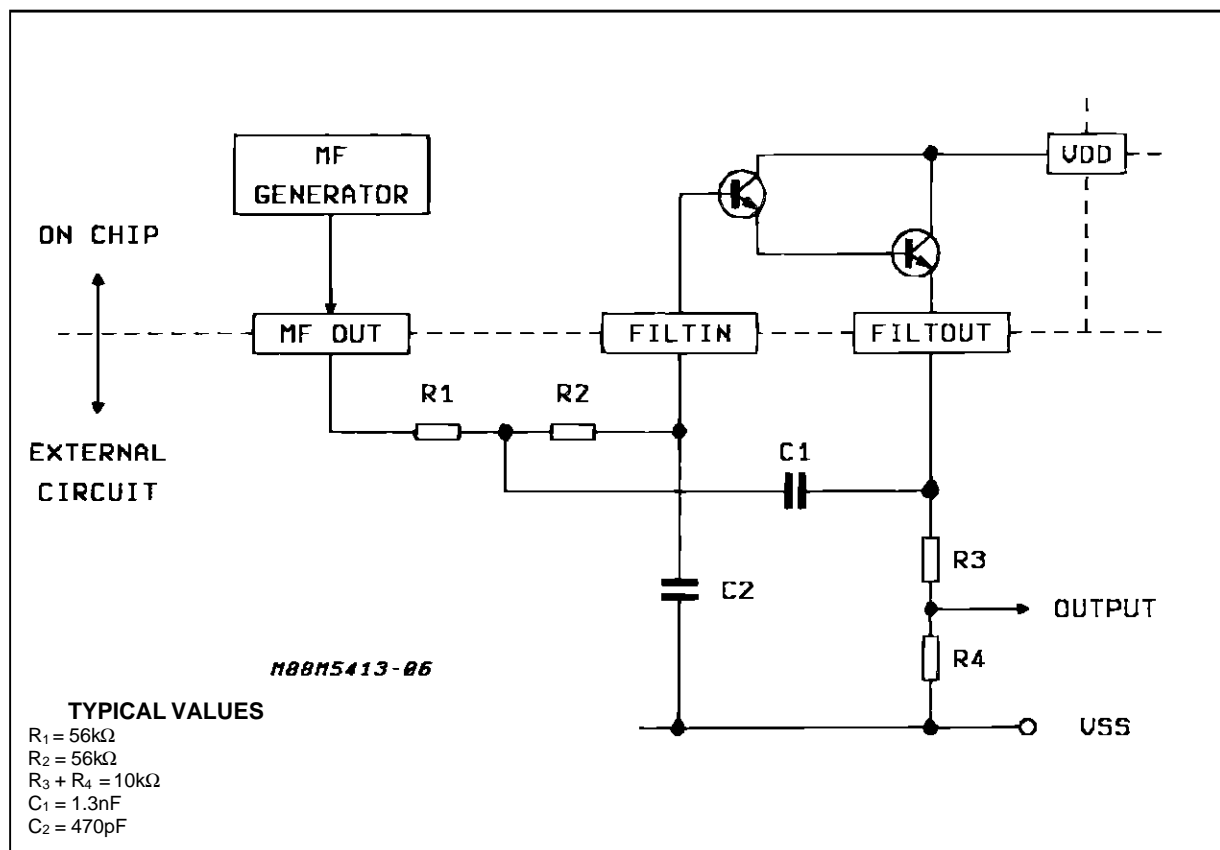 MF
GENERATOR
VDD
ON CHIP
MF OUT
FILTIN
FILTOUT
R1
R2
EXTERNAL
CIRCUIT
C1
R3
C2
OUTPUT
R4
M88M5413-06
TYPICAL VALUES
R1 = 56kΩ
R2 = 56kΩ
R3 + R4 = 10kΩ
C1 = 1.3nF
C2 = 470pF
VSS